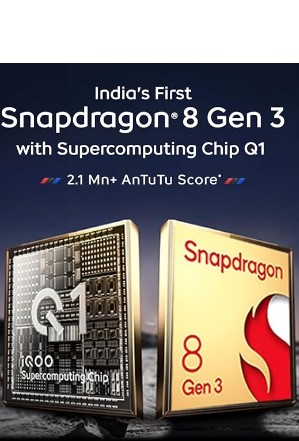 India's First
Snapdragon® 8 Gen 3
with Supercomputing Chip Q1
2.1 Mn+ AnTuTu Score*
Q1
iQOO
Supercomputing Chip
Snapdragon
8
Gen 3